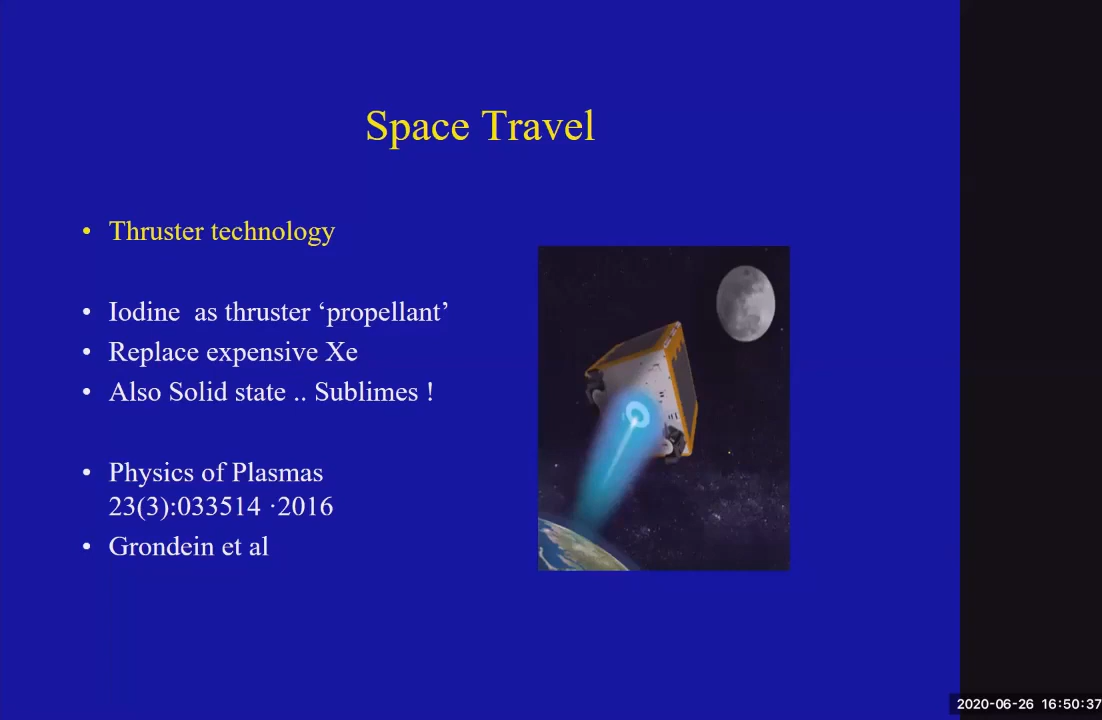 Space Travel
• Thruster technology
• Iodine  as thruster ‘propellant’
• Replace expensive Xe
• Also Solid state .. Sublimes !
• Physics of Plasmas
23(3):033514 ·2016
• Grondein et al
2020-06-26 16:50:37